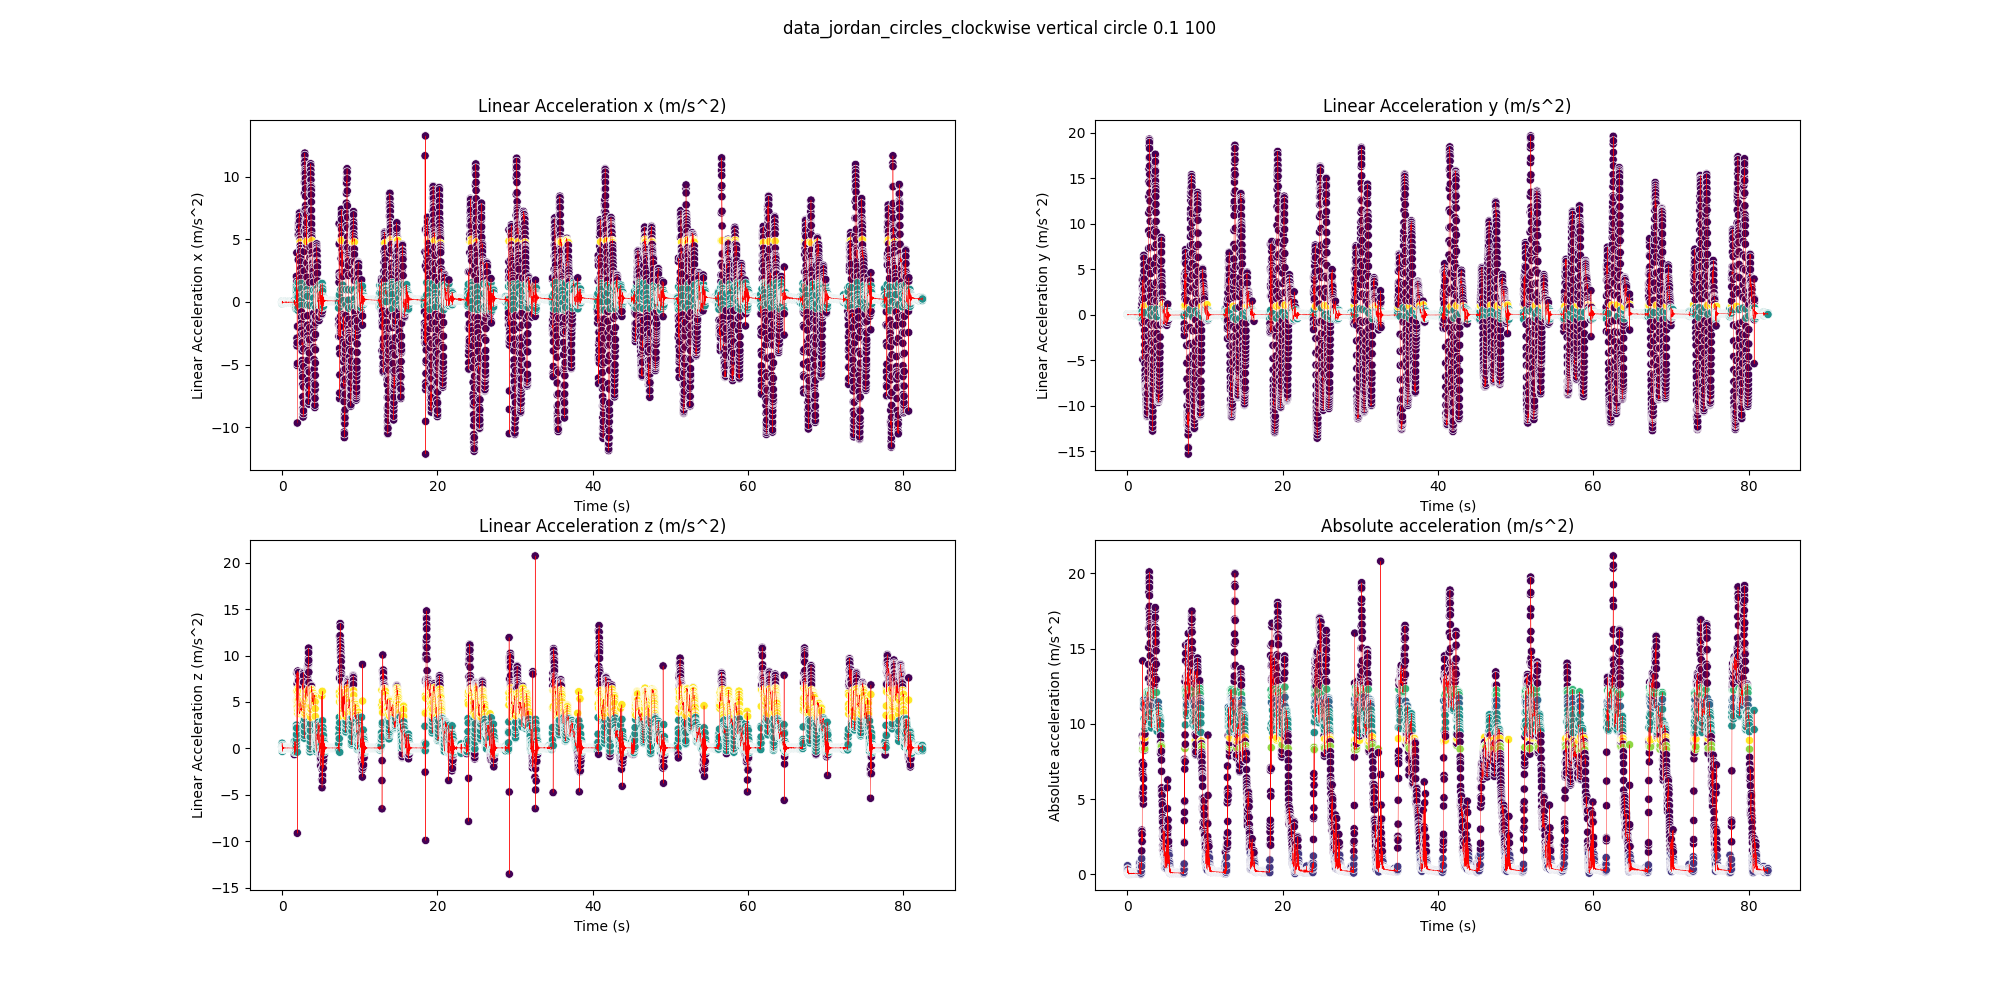 data_jordan_circles_clockwise vertical circle 0.1 100
Linear Acceleration x (m/s^2)
Linear Acceleration x (m/s^2)
10
5
0
−5
−10
0 20 40 60 80
Time (s)
Linear Acceleration y (m/s^2)
Linear Acceleration y (m/s^2)
20
15
10
5
0
−5
−10
−15
0 20 40 60 80
Time (s)
Linear Acceleration z (m/s^2)
Linear Acceleration z (m/s^2)
20
15
10
5
0
−5
−10
−15
0 20 40 60 80
Time (s)
Absolute acceleration (m/s^2)
Absolute acceleration (m/s^2)
20
15
10
5
0
0 20 40 60 80
Time (s)